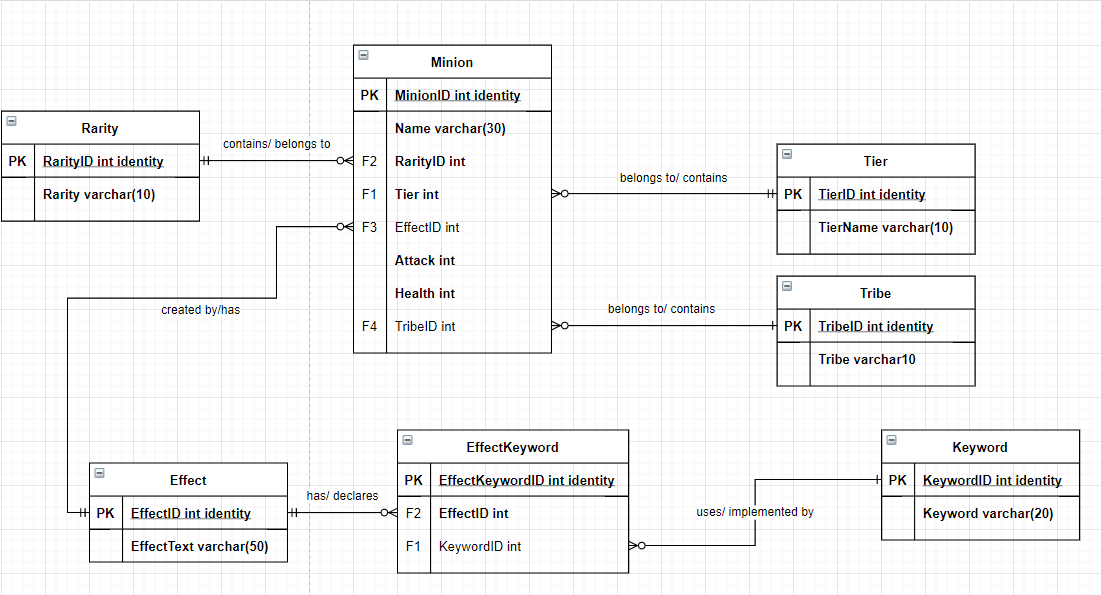 Minion
PK MinionID int identity
Name varchar(30)
F2 RarityID int
F1 Tier int
F3 EffectID int
Attack int
Health int
F4 TribeID int
Rarity
PK RarityID int identity
Rarity varchar(10)
contains/ belongs to
belongs to/ contains
Tier
PK TierID int identity
TierName varchar(10)
created by/has
belongs to/ contains
Tribe
PK TribeID int identity
Tribe varchar10
Effect
PK EffectID int identity
EffectText varchar(50)
has/ declares
EffectKeyword
PK EffectKeywordID int identity
F2 EffectID int
F1 KeywordID int
uses/ implemented by
Keyword
PK KeywordID int identity
Keyword varchar(20)